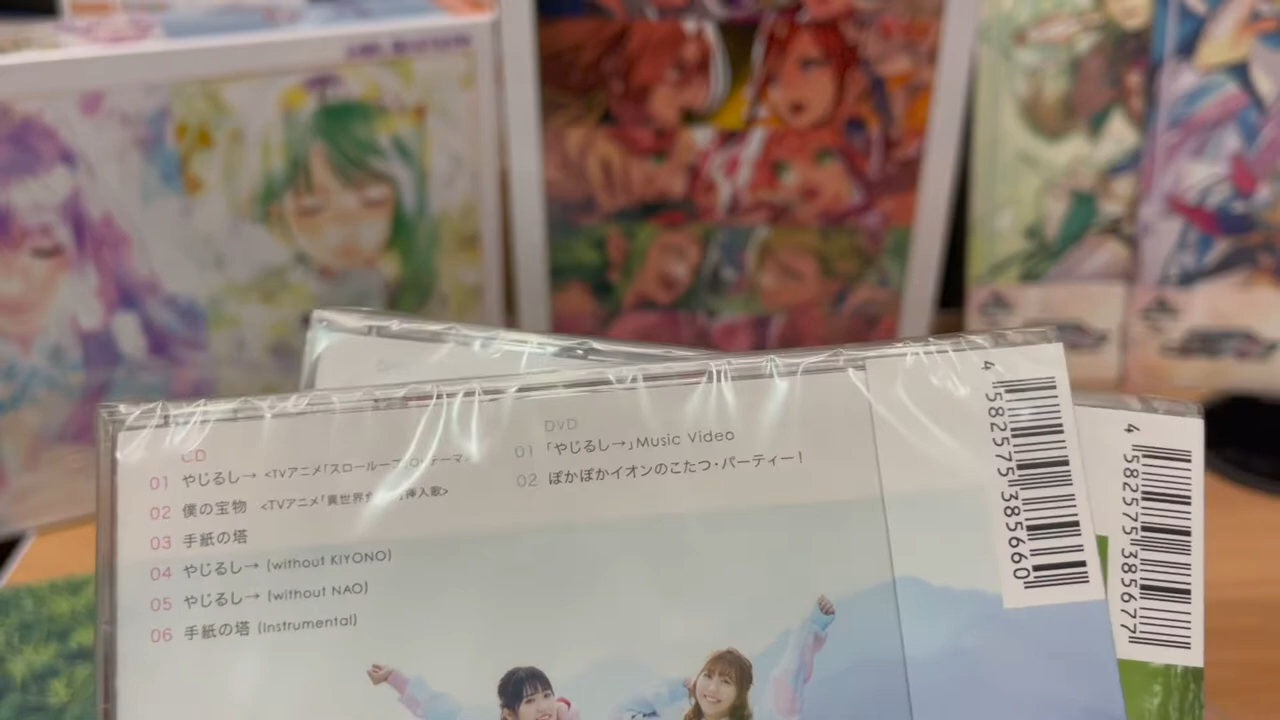 CD
01 やじるし→ <TVアニメ「スローループ」OPテーマ>
02 僕の宝物 <TVアニメ「異世界食堂2」挿入歌>
03 手紙の塔
04 やじるし→ (without KIYONO)
05 やじるし→ (without NAO)
06 手紙の塔 (Instrumental)
DVD
01 「やじるし→」Music Video
02 ぽかぽかイオンのこたつ・パーティー!
4 582575 385660
4 582575 385677